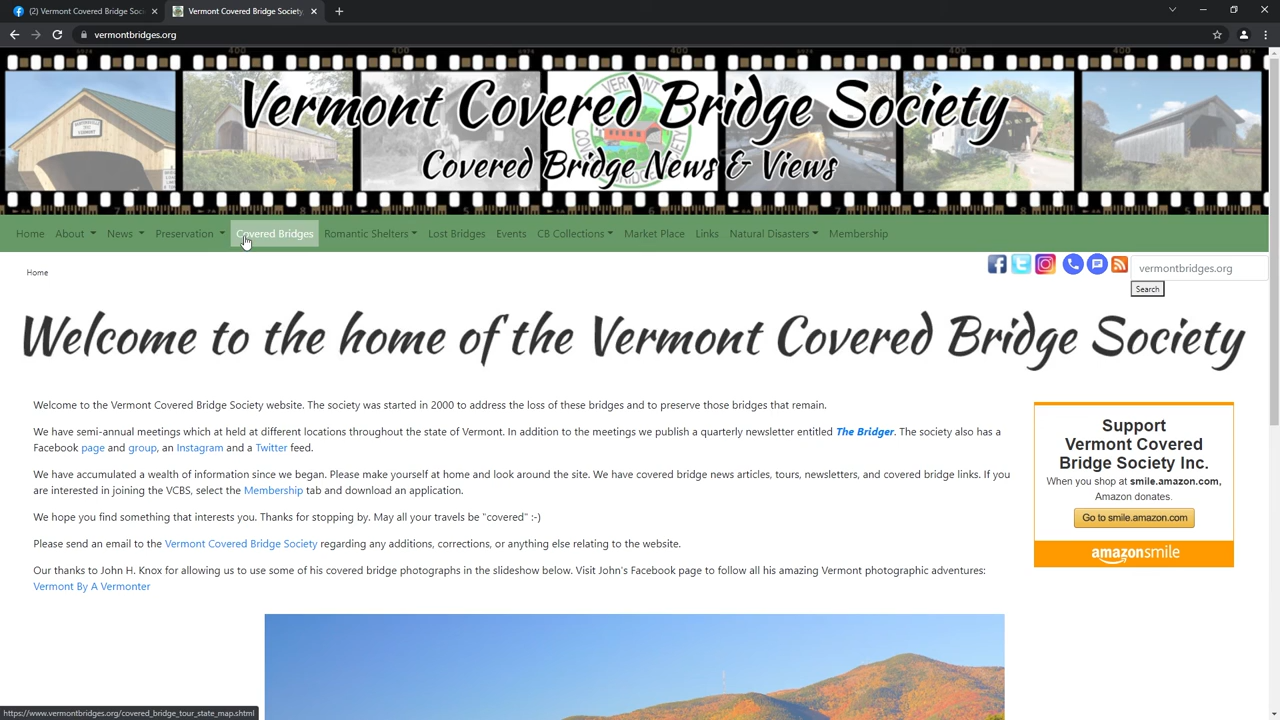 (2) Vermont Covered Bridge Soc
Vermont Covered Bridge Society,
vermontbridges.org
Vermont Covered Bridge Society
Covered Bridge News & Views
Home About News Preservation Covered Bridges Romantic Shelters Lost Bridges Events CB Collections Market Place Links Natural Disasters Membership
Home
vermontbridges.org
Search
Welcome to the home of the Vermont Covered Bridge Society
Welcome to the Vermont Covered Bridge Society website. The society was started in 2000 to address the loss of these bridges and to preserve those bridges that remain.
We have semi-annual meetings which at held at different locations throughout the state of Vermont. In addition to the meetings we publish a quarterly newsletter entitled The Bridger. The society also has a
Facebook page and group, an Instagram and a Twitter feed.
We have accumulated a wealth of information since we began. Please make yourself at home and look around the site. We have covered bridge news articles, tours, newsletters, and covered bridge links. If you
are interested in joining the VCBS, select the Membership tab and download an application.
We hope you find something that interests you. Thanks for stopping by. May all your travels be "covered" :-)
Please send an email to the Vermont Covered Bridge Society regarding any additions, corrections, or anything else relating to the website.
Our thanks to John H. Knox for allowing us to use some of his covered bridge photographs in the slideshow below. Visit John's Facebook page to follow all his amazing Vermont photographic adventures:
Vermont By A Vermonter
Support
Vermont Covered
Bridge Society Inc.
When you shop at smile.amazon.com,
Amazon donates.
Go to smile.amazon.com
amazonsmile
https://www.vermontbridges.org/covered_bridge_tour_state_map.shtml